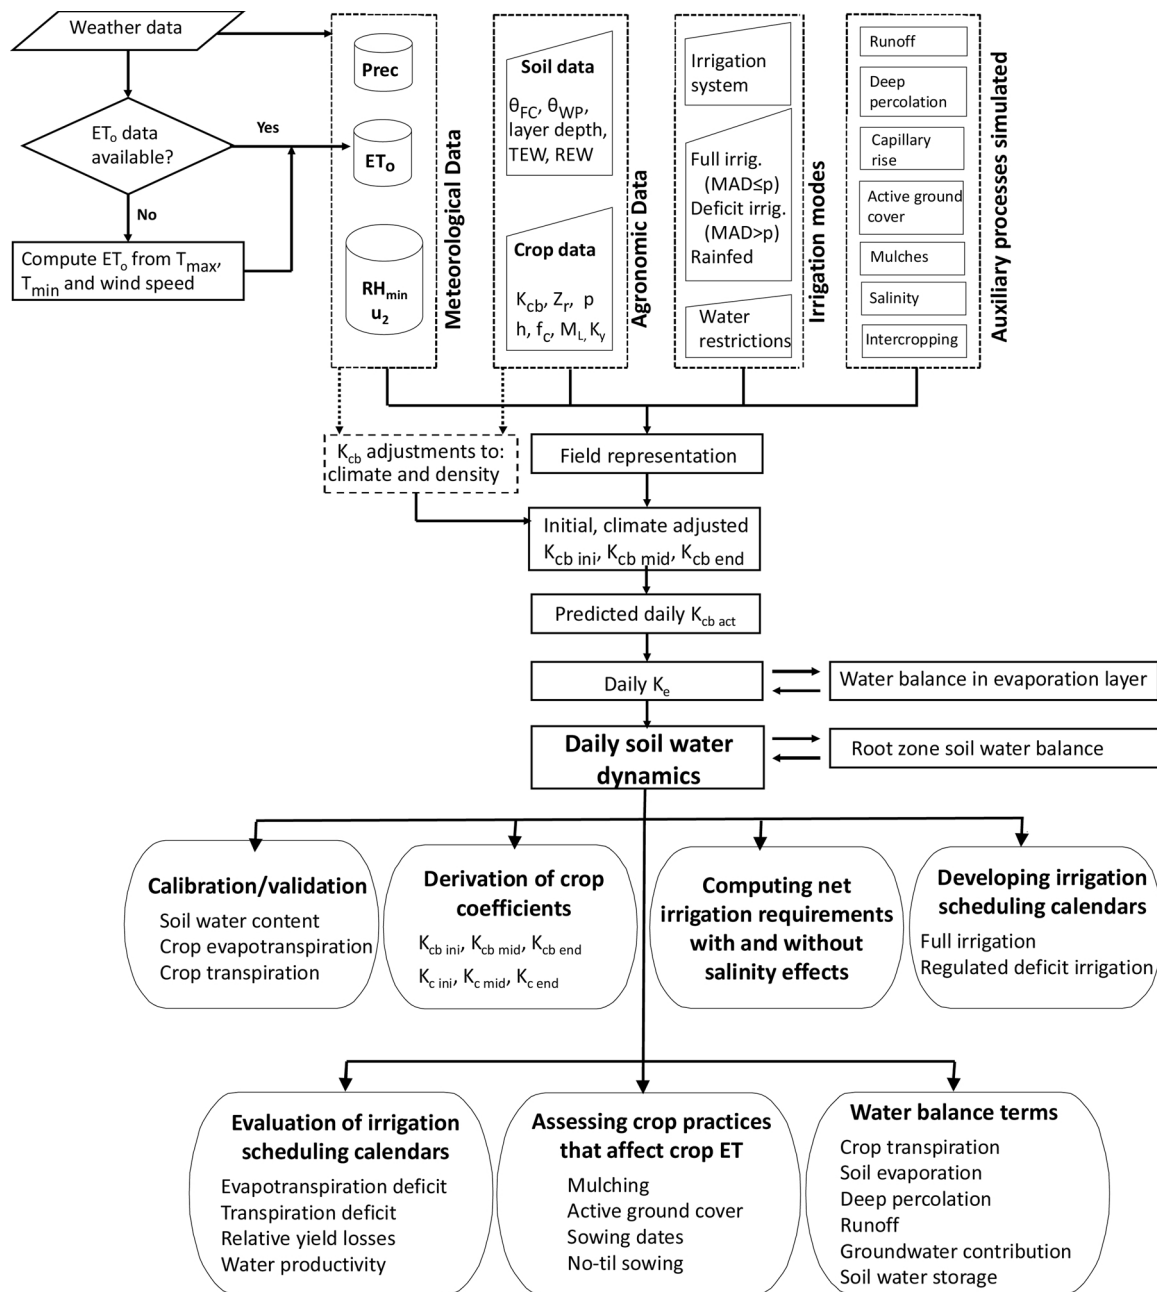 Weather data
ETo data
available?
Yes
No
Compute ETo from Tmax,
Tmin and wind speed
Prec
ETo
RHmin
u2
Meteorological Data
Soil data
θFC, θWP,
layer depth,
TEW, REW
Crop data
Kcb, Zr, p
h, fc, ML, Ky
Agronomic Data
Irrigation
system
Full irrig.
(MAD≤p)
Deficit irrig.
(MAD>p)
Rainfed
Water
restrictions
Irrigation modes
Runoff
Deep
percolation
Capillary
rise
Active ground
cover
Mulches
Salinity
Intercropping
Auxiliary processes simulated
Kcb adjustments to:
climate and density
Field representation
Initial, climate adjusted
Kcb ini, Kcb mid, Kcb end
Predicted daily Kcb act
Daily Ke
Water balance in evaporation layer
Daily soil water
dynamics
Root zone soil water balance
Calibration/validation
Soil water content
Crop evapotranspiration
Crop transpiration
Derivation of crop
coefficients
Kcb ini, Kcb mid, Kcb end
Kc ini, Kc mid, Kc end
Computing net
irrigation requirements
with and without
salinity effects
Developing irrigation
scheduling calendars
Full irrigation
Regulated deficit irrigation
Evaluation of irrigation
scheduling calendars
Evapotranspiration deficit
Transpiration deficit
Relative yield losses
Water productivity
Assessing crop practices
that affect crop ET
Mulching
Active ground cover
Sowing dates
No-til sowing
Water balance terms
Crop transpiration
Soil evaporation
Deep percolation
Runoff
Groundwater contribution
Soil water storage